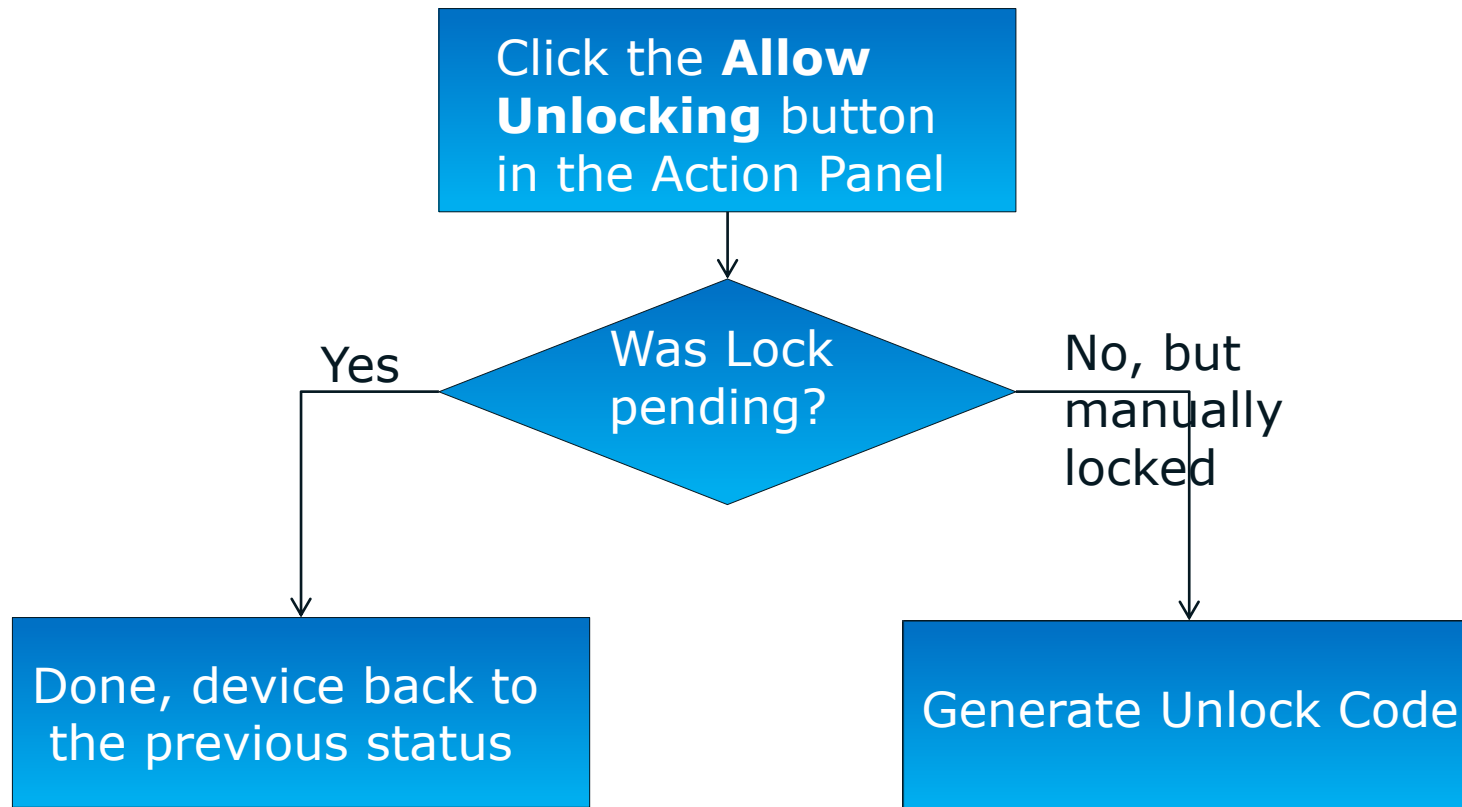 Click the Allow
Unlocking button
in the Action Panel
Was Lock
pending?
Yes
No, but
manually
locked
Done, device back to
the previous status
Generate Unlock Code